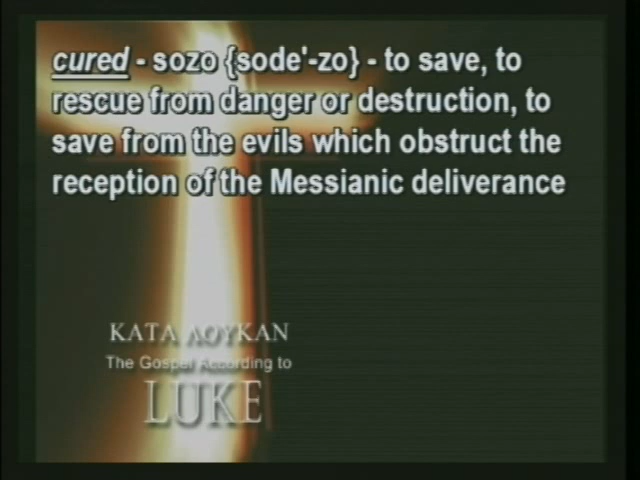 cured - sozo {sode'-zo} - to save, to
rescue from danger or destruction, to
save from the evils which obstruct the
reception of the Messianic deliverance
ΚΑΤΑ ΛΟΥΚΑΝ
The Gospel According to
LUKE